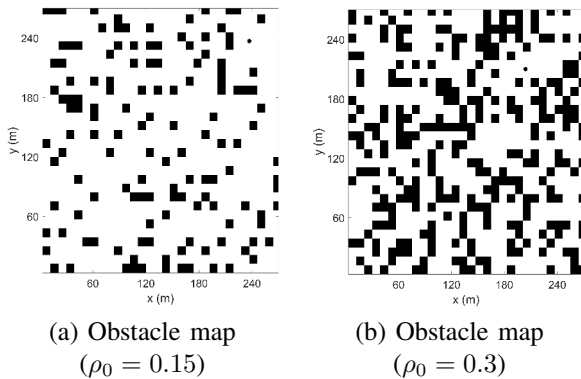 240
180
120
60
y (m)
60 120 180 240
x (m)
240
180
120
60
y (m)
60 120 180 240
x (m)
(a) Obstacle map
(ρ₀ = 0.15)
(b) Obstacle map
(ρ₀ = 0.3)